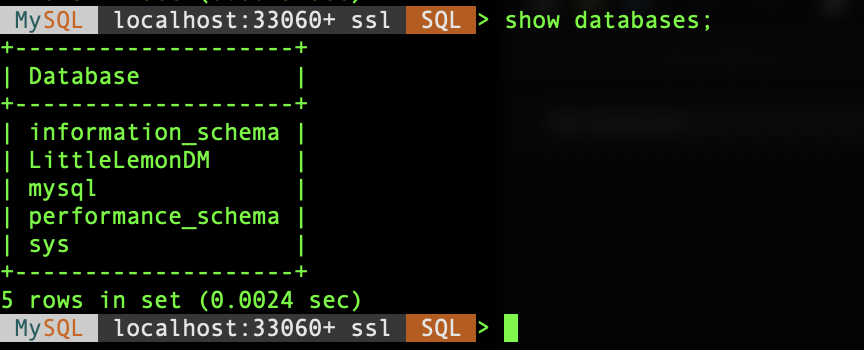 MySQL localhost:33060+ ssl SQL > show databases;
+--------------------+
| Database           |
+--------------------+
| information_schema |
| LittleLemonDM      |
| mysql              |
| performance_schema |
| sys                |
+--------------------+
5 rows in set (0.0024 sec)
MySQL localhost:33060+ ssl SQL >